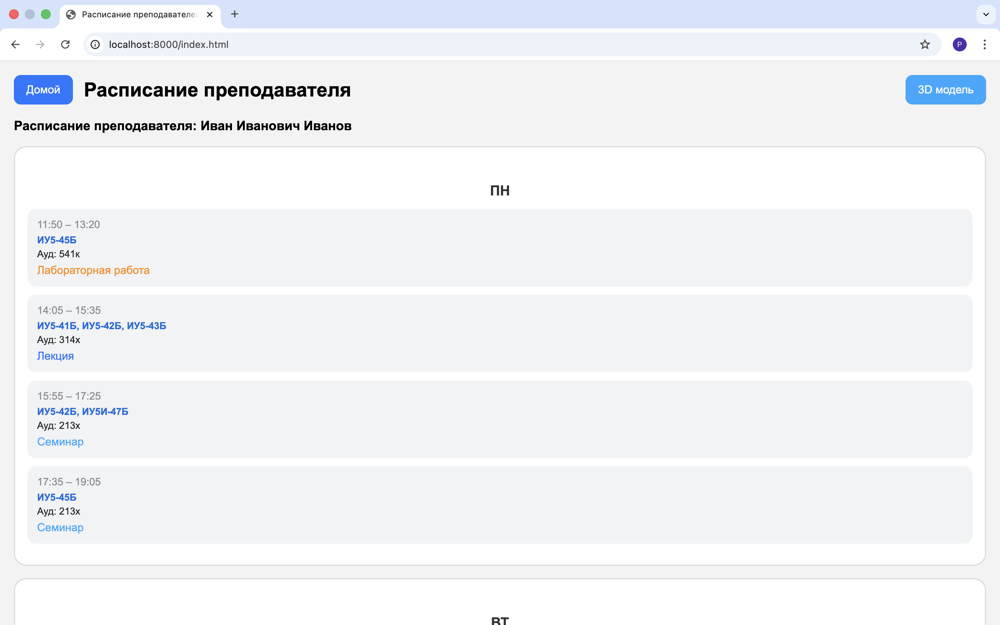 Расписание преподавателей
localhost:8000/index.html
P
Домой
Расписание преподавателя
3D модель
Расписание преподавателя: Иван Иванович Иванов
ПН
11:50 – 13:20
ИУ5-45Б
Ауд: 541к
Лабораторная работа
14:05 – 15:35
ИУ5-41Б, ИУ5-42Б, ИУ5-43Б
Ауд: 314х
Лекция
15:55 – 17:25
ИУ5-42Б, ИУ5И-47Б
Ауд: 213х
Семинар
17:35 – 19:05
ИУ5-45Б
Ауд: 213х
Семинар
ВТ